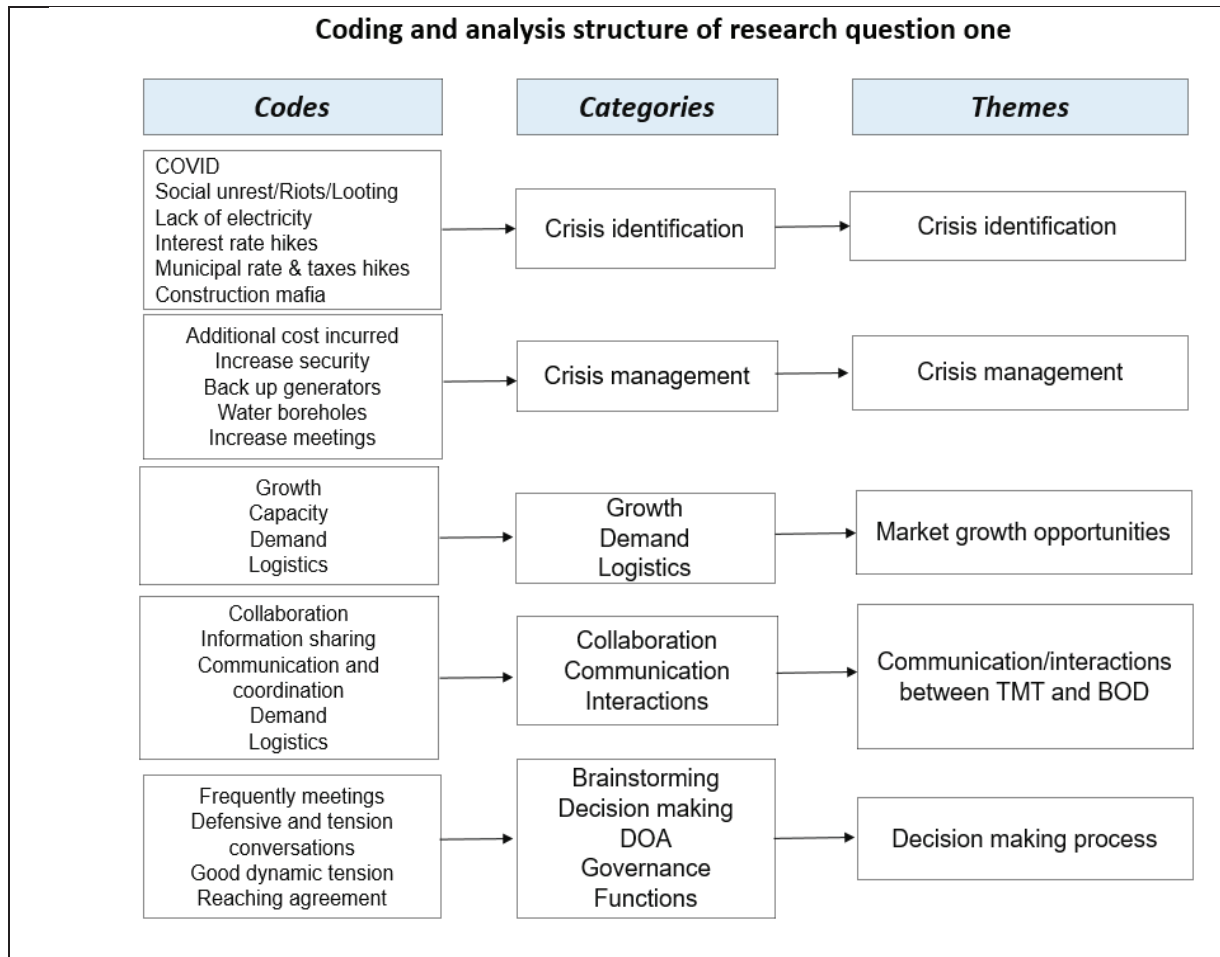 Coding and analysis structure of research question one
Codes
Categories
Themes
COVID
Social unrest/Riots/Looting
Lack of electricity
Interest rate hikes
Municipal rate & taxes hikes
Construction mafia
Crisis identification
Crisis identification
Additional cost incurred
Increase security
Back up generators
Water boreholes
Increase meetings
Crisis management
Crisis management
Growth
Capacity
Demand
Logistics
Growth
Demand
Logistics
Market growth opportunities
Collaboration
Information sharing
Communication and
coordination
Demand
Logistics
Collaboration
Communication
Interactions
Communication/interactions
between TMT and BOD
Frequently meetings
Defensive and tension
conversations
Good dynamic tension
Reaching agreement
Brainstorming
Decision making
DOA
Governance
Functions
Decision making process